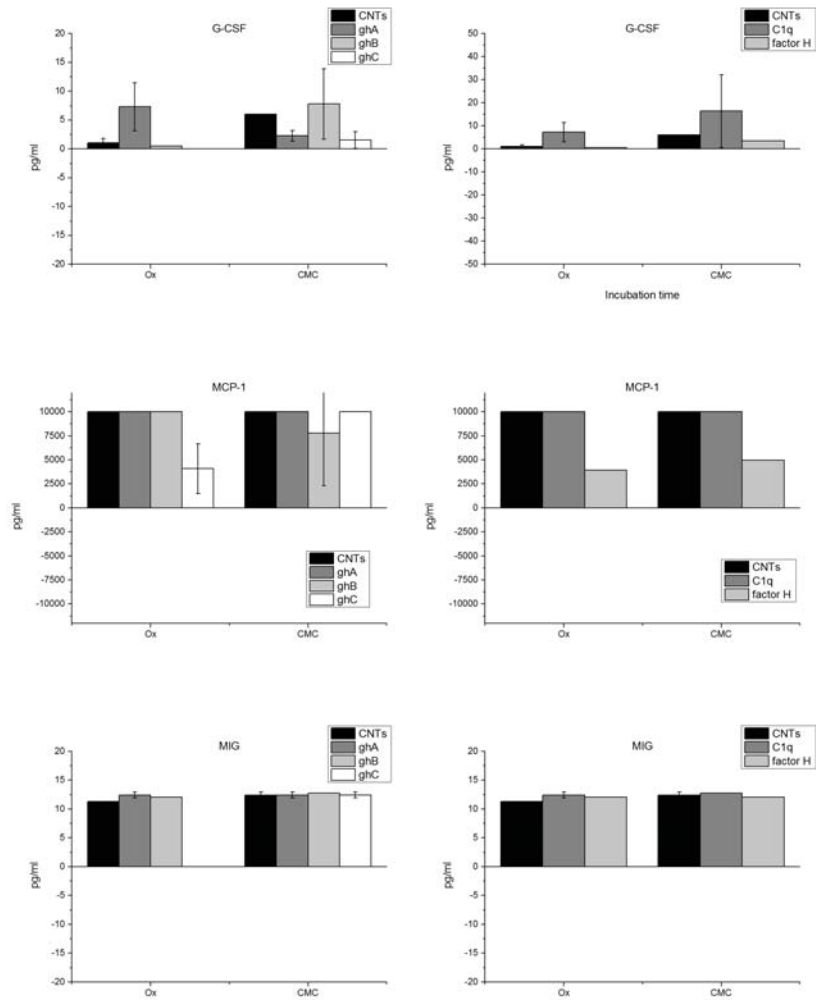 G-CSF
CNTs
ghA
ghB
ghC
20
15
10
5
0
-5
-10
-15
-20
pg/ml
Ox
CMC
G-CSF
CNTs
C1q
factor H
50
40
30
20
10
0
-10
-20
-30
-40
-50
pg/ml
Ox
CMC
Incubation time
MCP-1
10000
7500
5000
2500
0
-2500
-5000
-7500
-10000
pg/ml
CNTs
ghA
ghB
ghC
Ox
CMC
MCP-1
10000
7500
5000
2500
0
-2500
-5000
-7500
-10000
pg/ml
CNTs
C1q
factor H
Ox
CMC
MIG
CNTs
ghA
ghB
ghC
20
15
10
5
0
-5
-10
-15
-20
pg/ml
Ox
CMC
MIG
CNTs
C1q
factor H
20
15
10
5
0
-5
-10
-15
-20
pg/ml
Ox
CMC